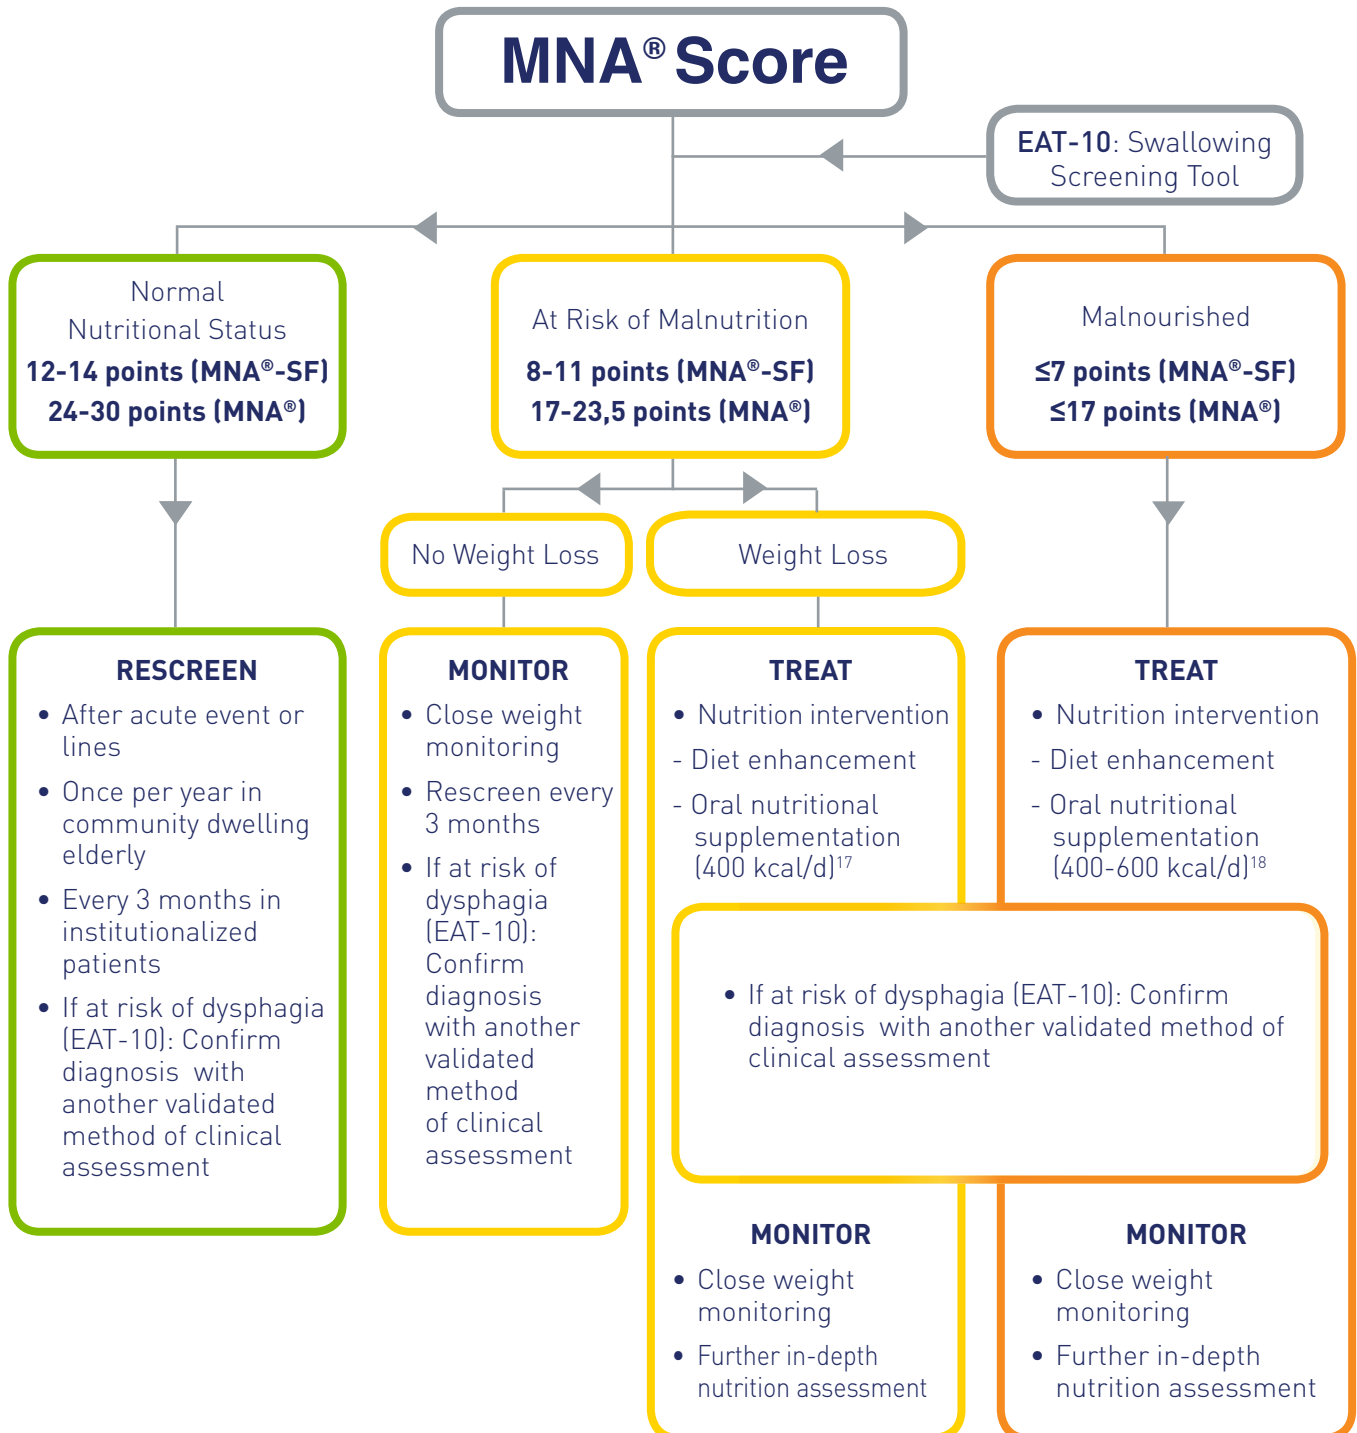 MNA® Score
EAT-10: Swallowing
Screening Tool
Normal
Nutritional Status
12-14 points (MNA®-SF)
24-30 points (MNA®)
At Risk of Malnutrition
8-11 points (MNA®-SF)
17-23,5 points (MNA®)
Malnourished
≤7 points (MNA®-SF)
≤17 points (MNA®)
No Weight Loss
Weight Loss
RESCREEN
• After acute event or
lines
• Once per year in
community dwelling
elderly
• Every 3 months in
institutionalized
patients
• If at risk of dysphagia
(EAT-10): Confirm
diagnosis with
another validated
method of clinical
assessment
MONITOR
• Close weight
monitoring
• Rescreen every
3 months
• If at risk of
dysphagia
(EAT-10):
Confirm
diagnosis
with another
validated
method
of clinical
assessment
TREAT
• Nutrition intervention
- Diet enhancement
- Oral nutritional
supplementation
(400 kcal/d)17
TREAT
• Nutrition intervention
- Diet enhancement
- Oral nutritional
supplementation
(400-600 kcal/d)18
• If at risk of dysphagia (EAT-10): Confirm
diagnosis with another validated method of
clinical assessment
MONITOR
• Close weight
monitoring
• Further in-depth
nutrition assessment
MONITOR
• Close weight
monitoring
• Further in-depth
nutrition assessment